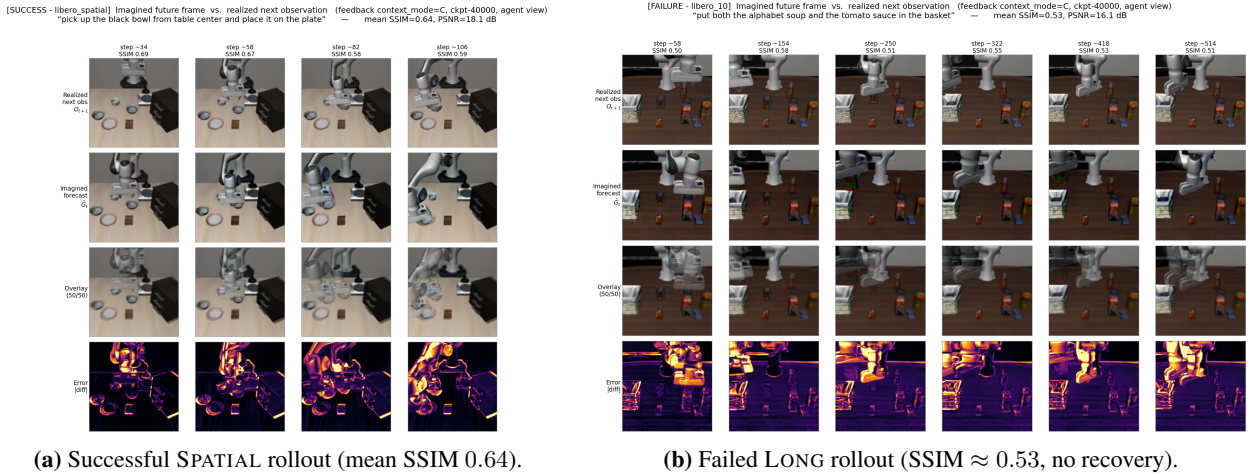 [SUCCESS - libero_spatial] Imagined future frame vs. realized next observation (feedback context_mode=C, ckpt-40000, agent view)
"pick up the black bowl from table center and place it on the plate" — mean SSIM=0.64, PSNR=18.1 dB
step ~34 step ~58 step ~82 step ~106
SSIM 0.69 SSIM 0.67 SSIM 0.58 SSIM 0.59
Realized
next obs
O_{t+1}
Imagined
forecast
Ĝ_t
Overlay
(50/50)
Error
|diff|
(a) Successful SPATIAL rollout (mean SSIM 0.64).
[FAILURE - libero_10] Imagined future frame vs. realized next observation (feedback context_mode=C, ckpt-40000, agent view)
"put both the alphabet soup and the tomato sauce in the basket" — mean SSIM=0.53, PSNR=16.1 dB
step ~58 step ~154 step ~250 step ~322 step ~418 step ~514
SSIM 0.50 SSIM 0.58 SSIM 0.51 SSIM 0.55 SSIM 0.53 SSIM 0.51
Realized
next obs
O_{t+1}
Imagined
forecast
Ĝ_t
Overlay
(50/50)
Error
|diff|
(b) Failed LONG rollout (SSIM ≈ 0.53, no recovery).